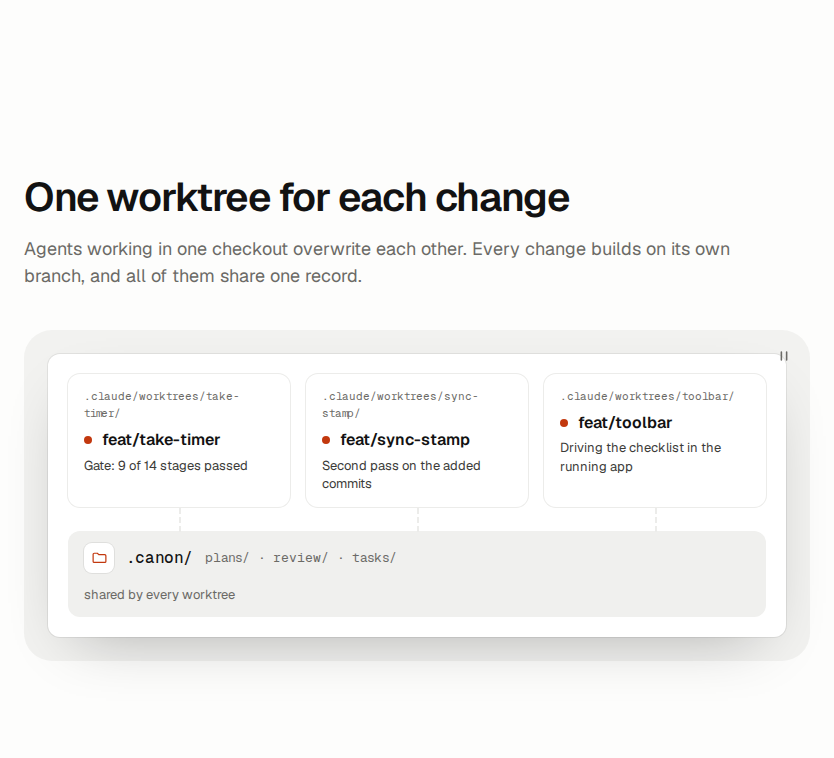 One worktree for each change
Agents working in one checkout overwrite each other. Every change builds on its own
branch, and all of them share one record.
.claude/worktrees/take-
timer/
feat/take-timer
Gate: 9 of 14 stages passed
.claude/worktrees/sync-
stamp/
feat/sync-stamp
Second pass on the added
commits
.claude/worktrees/toolbar/
feat/toolbar
Driving the checklist in the
running app
.canon/ plans/ · review/ · tasks/
shared by every worktree